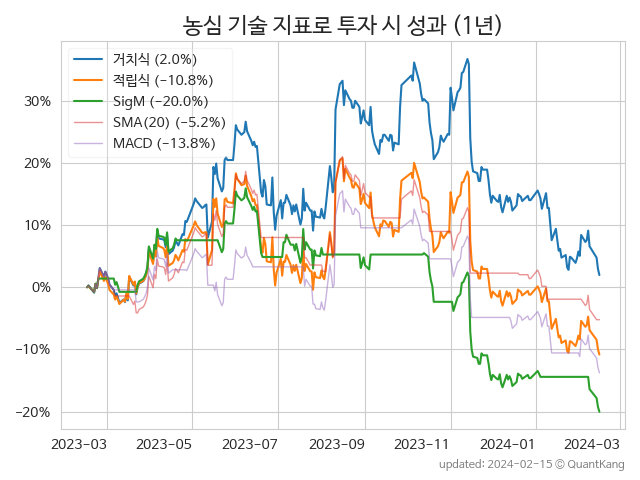 농심 기술 지표로 투자 시 성과 (1년)
거치식 (2.0%)
적립식 (−10.8%)
SigM (−20.0%)
SMA(20) (−5.2%)
MACD (−13.8%)
30%
20%
10%
0%
−10%
−20%
2023-03 2023-05 2023-07 2023-09 2023-11 2024-01 2024-03
updated: 2024-02-15 © QuantKang